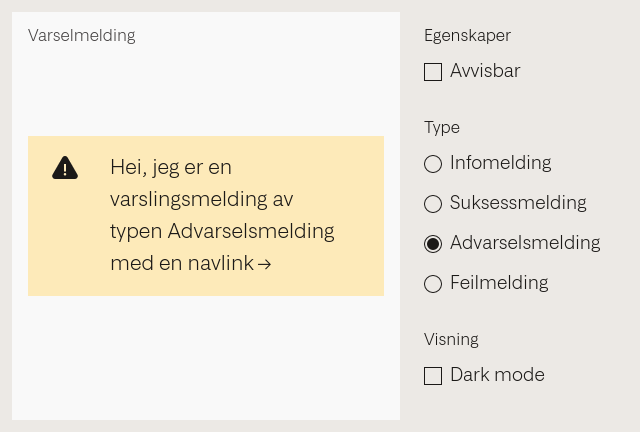 Varselmelding
Hei, jeg er en
varslingsmelding av
typen Advarselsmelding
med en navlink→
Egenskaper
Avvisbar
Type
Infomelding
Suksessmelding
Advarselsmelding
Feilmelding
Visning
Dark mode